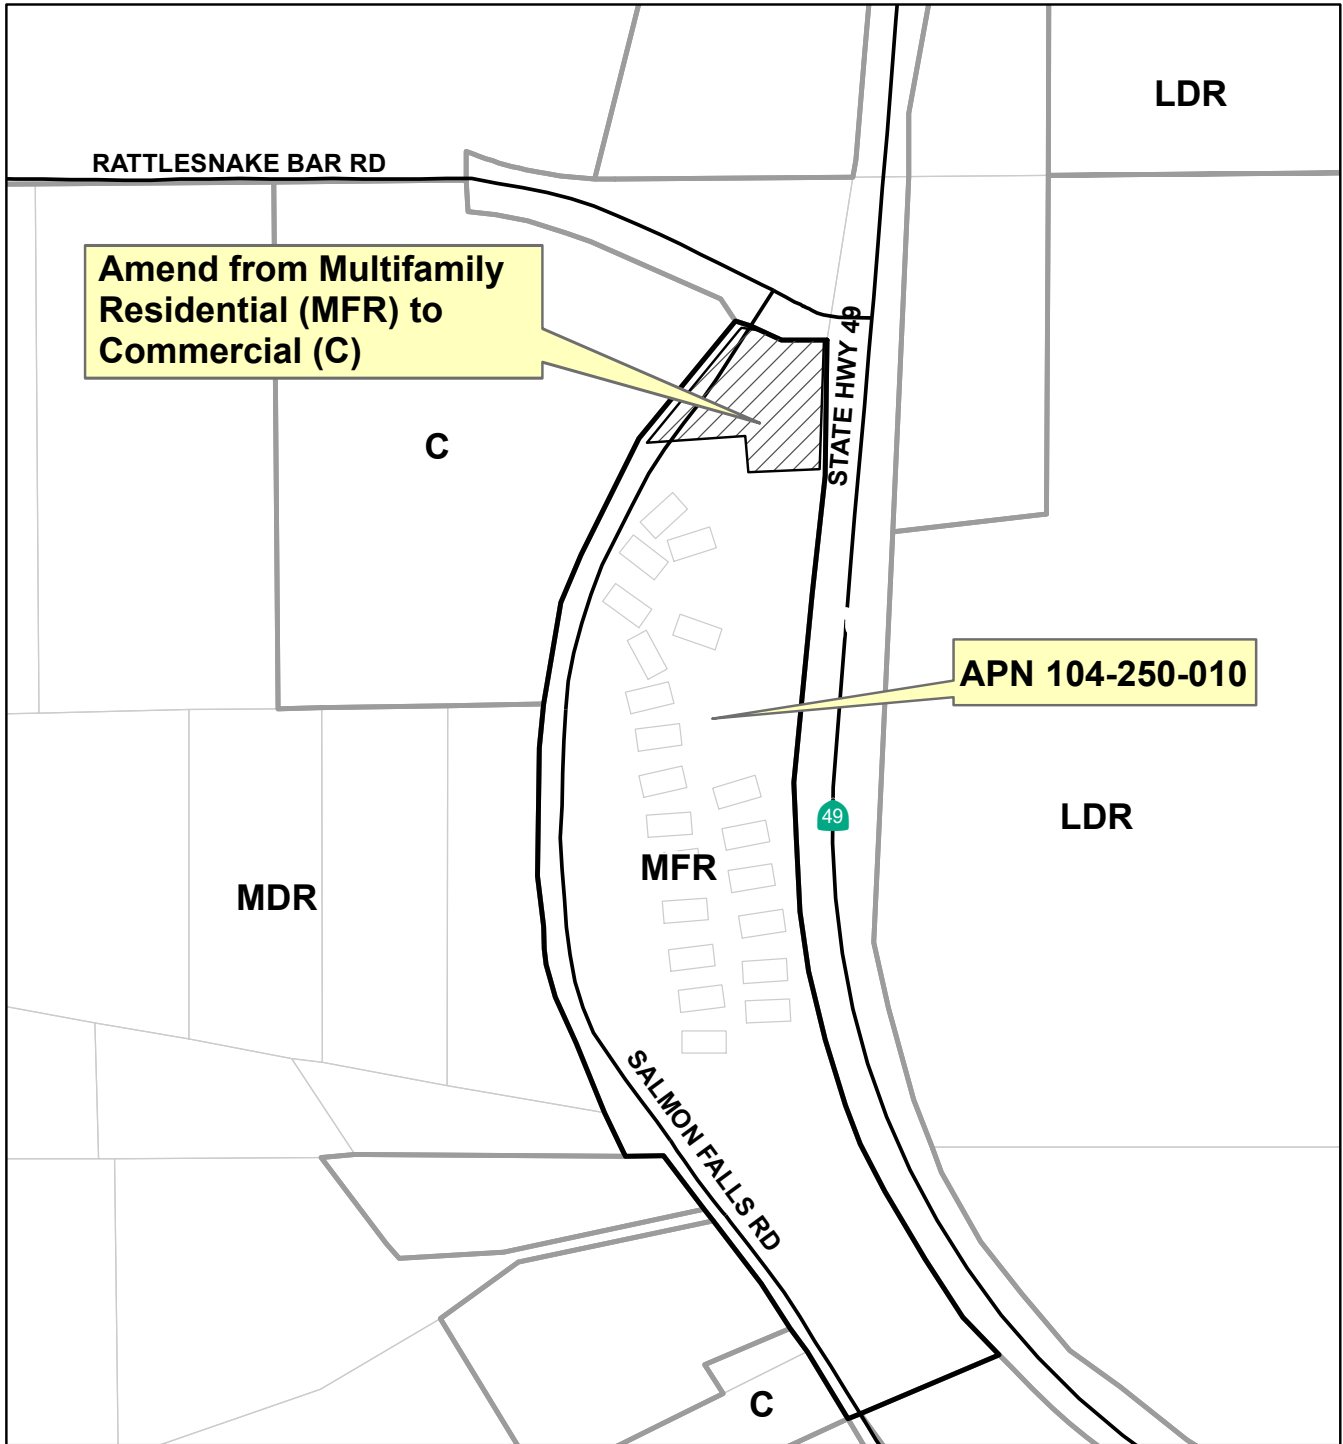 LDR
RATTLESNAKE BAR RD
Amend from Multifamily
Residential (MFR) to
Commercial (C)
STATE HWY 49
C
APN 104-250-010
49
LDR
MFR
MDR
SALMON FALLS RD
C